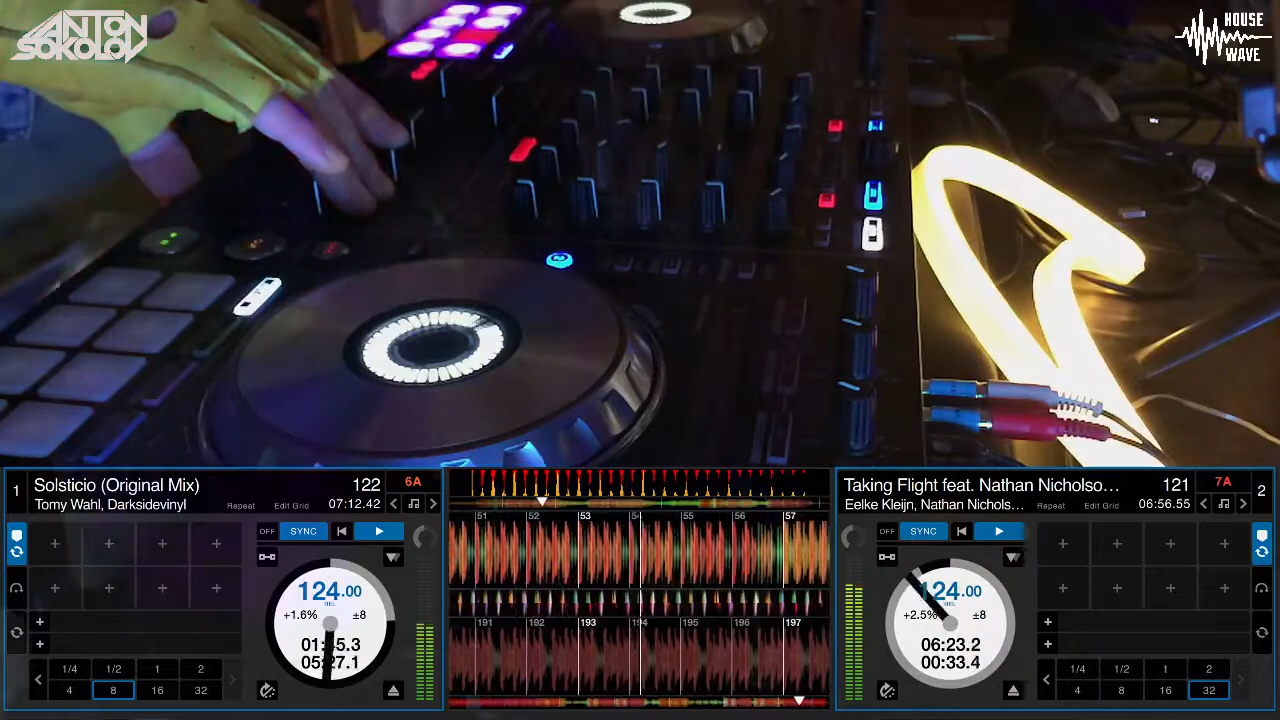 ANTON
SOKOLOV
HOUSE
WAVE
1
Solsticio (Original Mix)
122
6A
Tomy Wahl, Darksidevinyl
Repeat
Edit Grid
07:12.42
OFF
SYNC
124.00
REL
+1.6%
±8
1/4
1/2
1
2
4
8
16
32
51
52
53
54
55
56
57
191
192
193
194
195
196
197
Taking Flight feat. Nathan Nicholso...
121
7A
2
Eelke Kleijn, Nathan Nichols...
Repeat
Edit Grid
06:56.55
OFF
SYNC
124.00
REL
+2.5%
±8
06:23.2
00:33.4
1/4
1/2
1
2
4
16
32